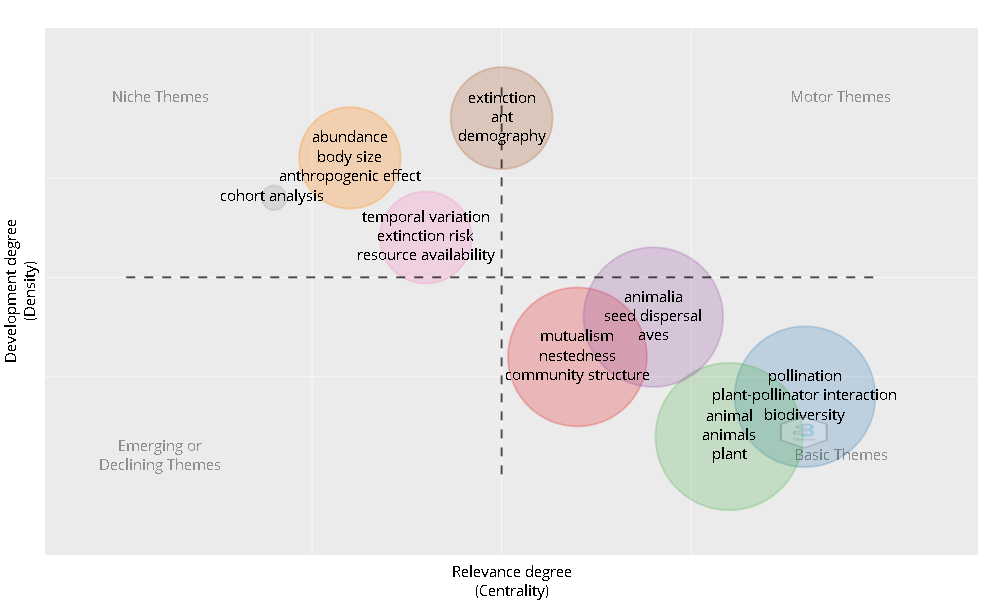 Niche Themes
Motor Themes
extinction
ant
demography
abundance
body size
anthropogenic effect
cohort analysis
temporal variation
extinction risk
resource availability
animalia
seed dispersal
aves
mutualism
nestedness
community structure
pollination
plant-pollinator interaction
biodiversity
animal
animals
plant
Emerging or
Declining Themes
Basic Themes
Development degree
(Density)
Relevance degree
(Centrality)